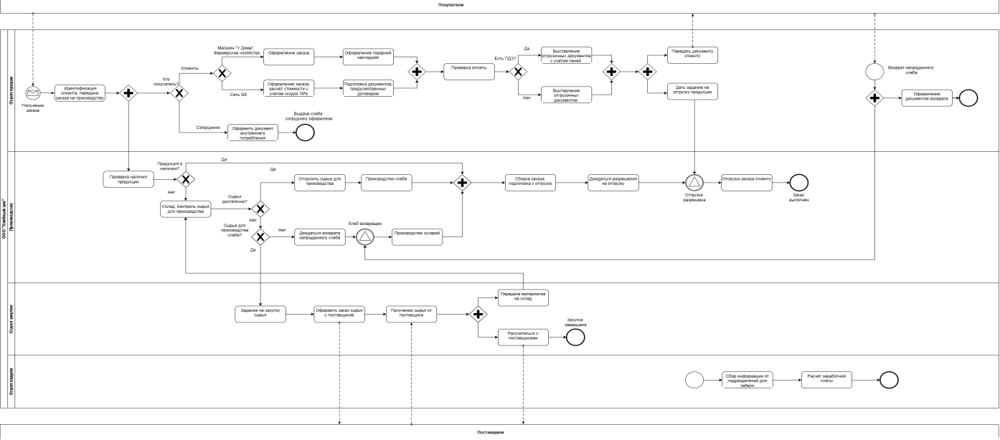 Покупатели
ООО "Хлебный цех"
Отдел продаж
Получение
заказа
Идентификация
клиента, передача
заказа на производство
Кто
покупатель?
Клиенты
Магазин "У Дома",
Фермерское хозяйство
Оформление заказа
Оформление товарной
накладной
Сеть Q5
Оформление заказа,
расчёт стоимости с
учетом скидки 10%
Подготовка документов,
предусмотренных
договором
Проверка оплаты
Есть ПДЗ?
Да
Выставление
отгрузочных документов
с учетом пеней
Нет
Выставление
отгрузочных
документов
Передать документу
клиенту
Дать задание на
отгрузку продукции
Сотрудники
Оформить документ
внутреннего
потребления
Выдача хлеба
сотруднику оформлена
Возврат непроданного
хлеба
Оформление
документов возврата
Производство
Проверка наличия
продукции
Продукция в
наличии?
Да
Нет
Склад: Контроль сырья
для производства
Сырья
достаточно?
Да
Отгрузить сырье для
производства
Производство хлеба
Нет
Сырье для
производства
хлеба?
Нет
Дождаться возврата
непроданного хлеба
Хлеб возвращен
Производство сухарей
Да
Сборка заказа,
подготовка к отгрузке
Дождаться разрешения
на отгрузку
Отгрузка
разрешена
Отгрузка заказа клиенту
Заказ
выполнен
Отдел закупок
Задание на закупку
сырья
Оформить заказ сырья
у поставщиков
Получение сырья от
поставщика
Передача материалов
на склад
Рассчитаться с
поставщиками
Закупка
завершена
Отдел кадров
Сбор информации от
подразделений для
табеля
Расчет заработной
платы
Поставщики